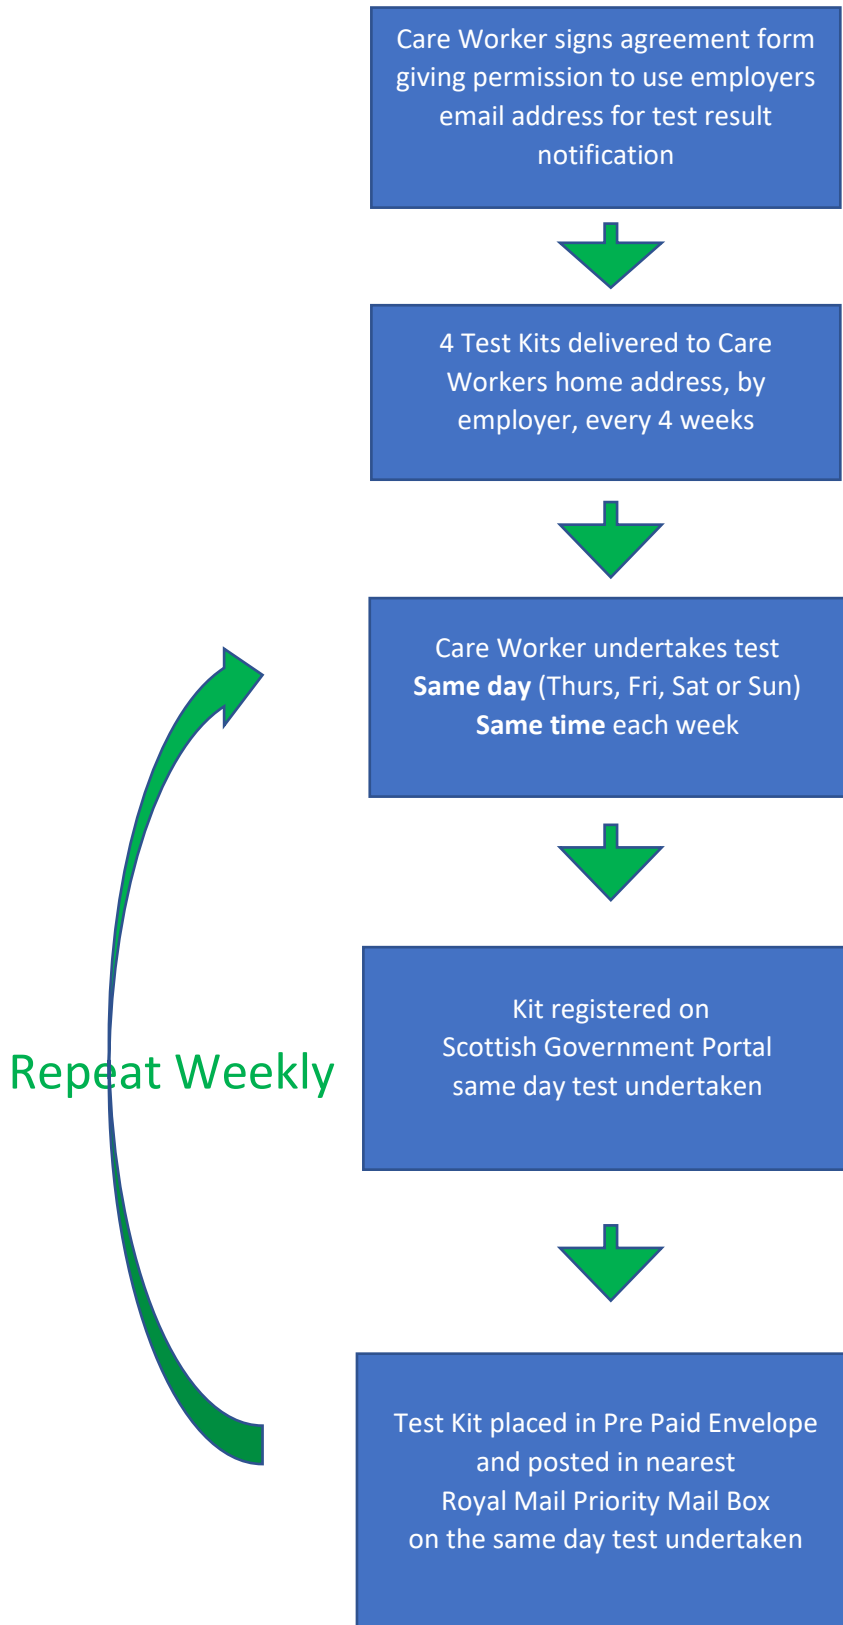 Care Worker signs agreement form
giving permission to use employers
email address for test result
notification
4 Test Kits delivered to Care
Workers home address, by
employer, every 4 weeks
Care Worker undertakes test
Same day (Thurs, Fri, Sat or Sun)
Same time each week
Kit registered on
Scottish Government Portal
same day test undertaken
Repeat Weekly
Test Kit placed in Pre Paid Envelope
and posted in nearest
Royal Mail Priority Mail Box
on the same day test undertaken